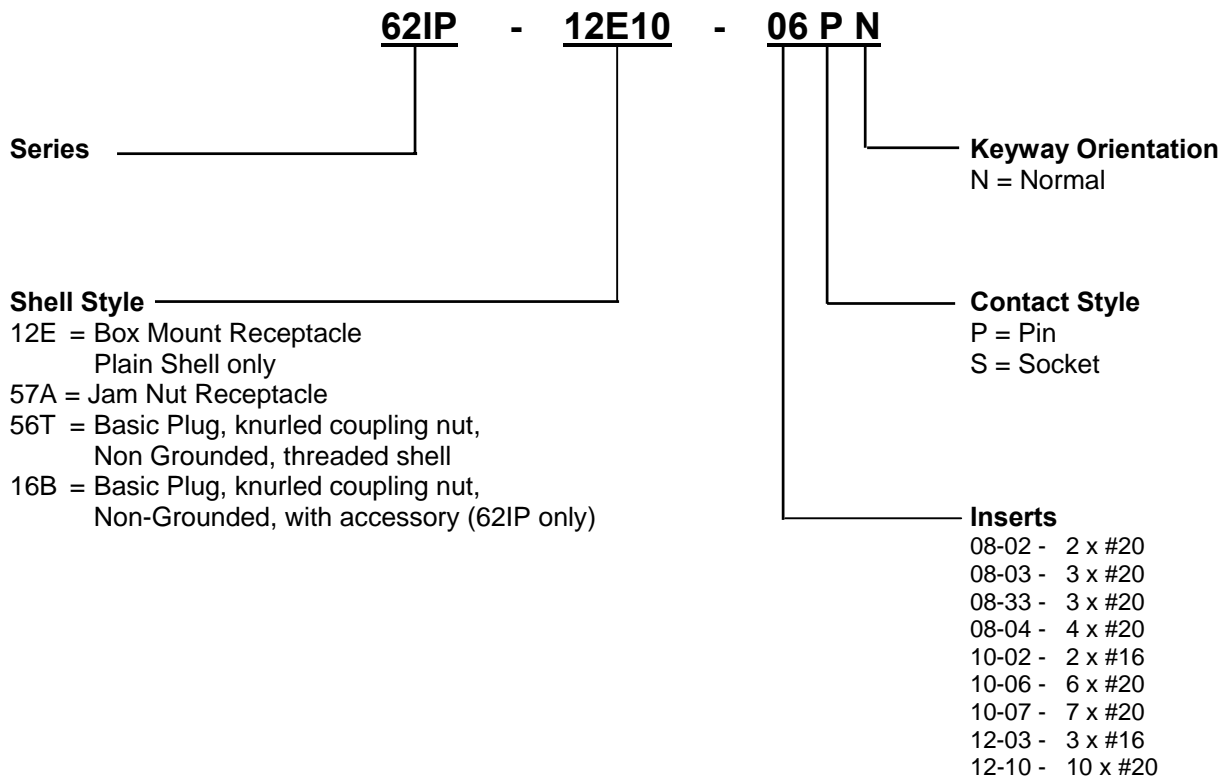 62IP - 12E10 - 06 P N
Series
Keyway Orientation
N = Normal
Shell Style
12E = Box Mount Receptacle
Plain Shell only
57A = Jam Nut Receptacle
56T = Basic Plug, knurled coupling nut,
Non Grounded, threaded shell
16B = Basic Plug, knurled coupling nut,
Non-Grounded, with accessory (62IP only)
Contact Style
P = Pin
S = Socket
Inserts
08-02 - 2 x #20
08-03 - 3 x #20
08-33 - 3 x #20
08-04 - 4 x #20
10-02 - 2 x #16
10-06 - 6 x #20
10-07 - 7 x #20
12-03 - 3 x #16
12-10 - 10 x #20